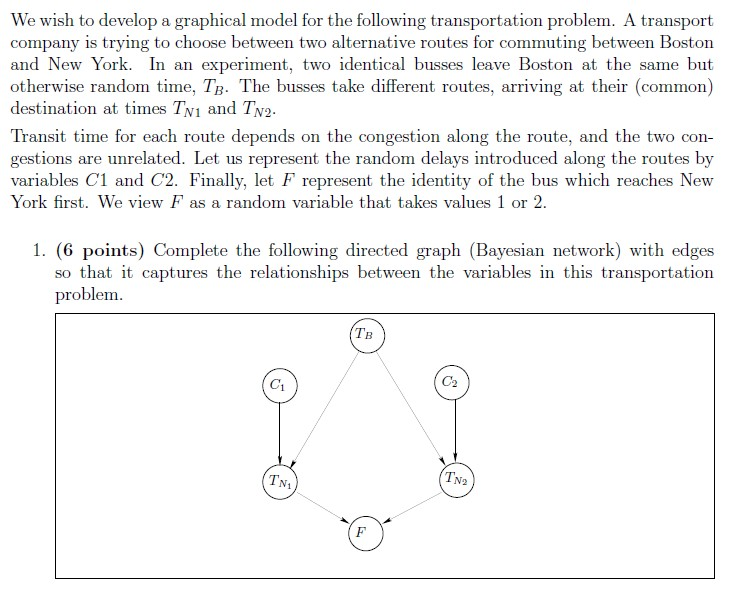 We wish to develop a graphical model for the following transportation problem. A transport
company is trying to choose between two alternative routes for commuting between Boston
and New York. In an experiment, two identical busses leave Boston at the same but
otherwise random time, T_B. The busses take different routes, arriving at their (common)
destination at times T_N1 and T_N2.
Transit time for each route depends on the congestion along the route, and the two con-
gestions are unrelated. Let us represent the random delays introduced along the routes by
variables C1 and C2. Finally, let F represent the identity of the bus which reaches New
York first. We view F as a random variable that takes values 1 or 2.
1. (6 points) Complete the following directed graph (Bayesian network) with edges
so that it captures the relationships between the variables in this transportation
problem.
T_B
C_1
C_2
T_N1
T_N2
F